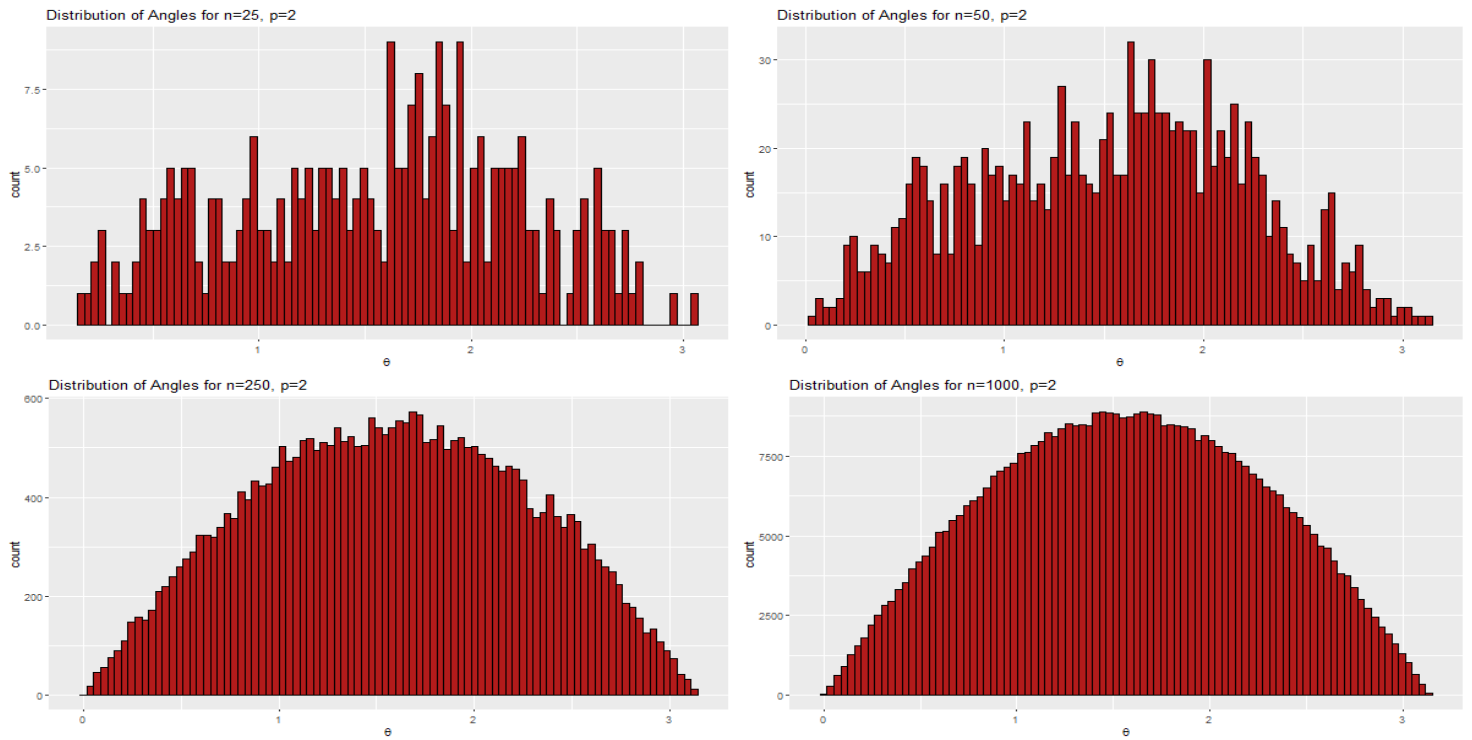 Distribution of Angles for n=25, p=2
count
7.5
5.0
2.5
0.0
1
2
3
θ
Distribution of Angles for n=50, p=2
count
30
20
10
0
0
1
2
3
θ
Distribution of Angles for n=250, p=2
count
600
400
200
0
0
1
2
3
θ
Distribution of Angles for n=1000, p=2
count
7500
5000
2500
0
0
1
2
3
θ